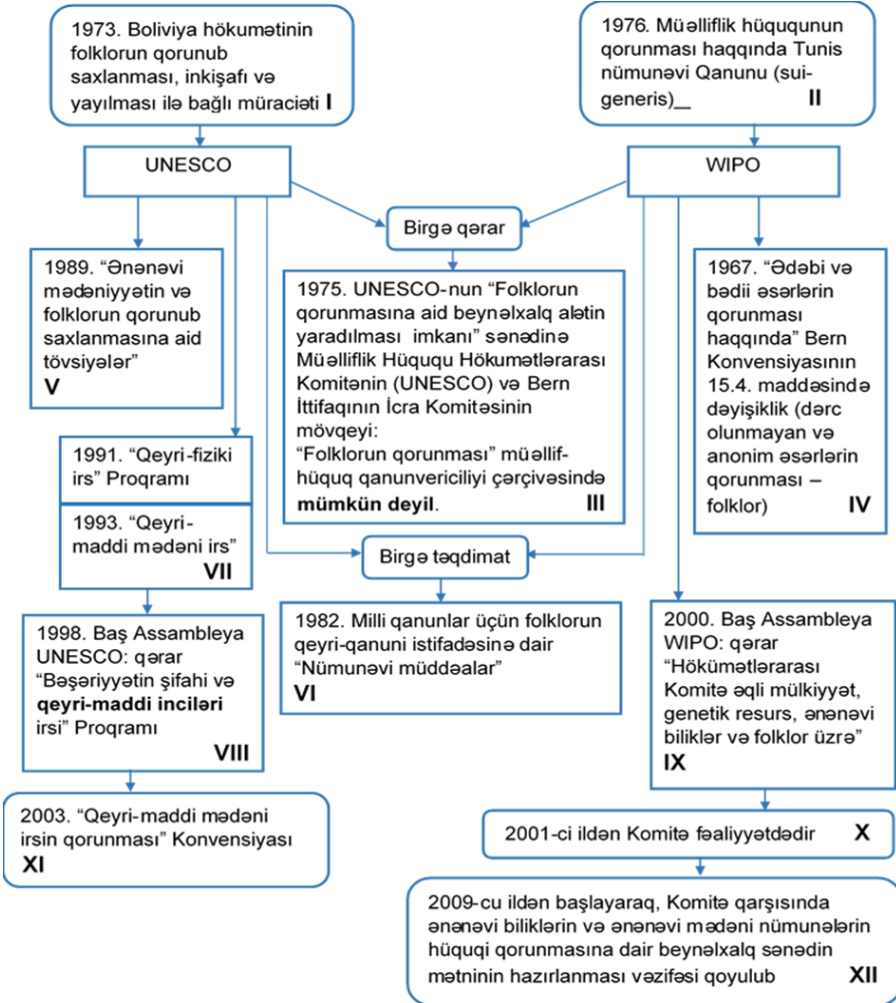 1973. Boliviya hökumətinin
folklorun qorunub
saxlanması, inkişafı və
yayılması ilə bağlı müraciəti I
1976. Müəlliflik hüququnun
qorunması haqqında Tunis
nümunəvi Qanunu (sui-
generis)_ II
UNESCO
WIPO
Birgə qərar
1989. “Ənənəvi
mədəniyyətin və
folklorun qorunub
saxlanmasına aid
tövsiyələr”
V
1975. UNESCO-nun “Folklorun
qorunmasına aid beynəlxalq alətin
yaradılması imkanı” sənədinə
Müəlliflik Hüququ Hökumətlərarası
Komitənin (UNESCO) və Bern
İttifaqının İcra Komitəsinin
mövqeyi:
“Folklorun qorunması” müəllif-
hüquq qanunvericiliyi çərçivəsində
mümkün deyil. III
1967. “Ədəbi və
bədii əsərlərin
qorunması
haqqında” Bern
Konvensiyasının
15.4. maddəsində
dəyişiklik (dərc
olunmayan və
anonim əsərlərin
qorunması –
folklor) IV
1991. “Qeyri-fiziki
irs” Proqramı
1993. “Qeyri-
maddi mədəni irs”
VII
Birgə təqdimat
1998. Baş Assambleya
UNESCO: qərar
“Bəşəriyyətin şifahi və
qeyri-maddi inciləri
irsi” Proqramı
VIII
1982. Milli qanunlar üçün folklorun
qeyri-qanuni istifadəsinə dair
“Nümunəvi müddəalar”
VI
2000. Baş Assambleya
WIPO: qərar
“Hökümətlərarası
Komitə əqli mülkiyyət,
genetik resurs, ənənəvi
biliklər və folklor üzrə”
IX
2003. “Qeyri-maddi mədəni
irsin qorunması” Konvensiyası
XI
2001-ci ildən Komitə fəaliyyətdədir X
2009-cu ildən başlayaraq, Komitə qarşısında
ənənəvi biliklərin və ənənəvi mədəni nümunələrin
hüquqi qorunmasına dair beynəlxalq sənədin
mətninin hazırlanması vəzifəsi qoyulub XII